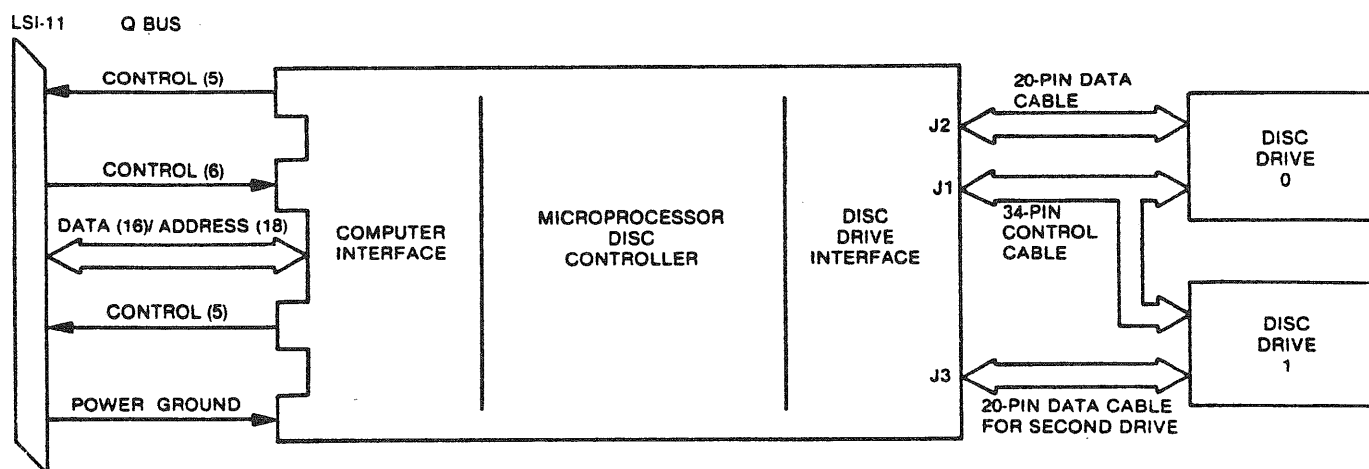 LSI-11 Q BUS
CONTROL (5)
CONTROL (6)
DATA (16)/ ADDRESS (18)
CONTROL (5)
POWER GROUND
COMPUTER
INTERFACE
MICROPROCESSOR
DISC
CONTROLLER
DISC
DRIVE
INTERFACE
J2
J1
J3
20-PIN DATA
CABLE
34-PIN
CONTROL
CABLE
20-PIN DATA CABLE
FOR SECOND DRIVE
DISC
DRIVE
0
DISC
DRIVE
1